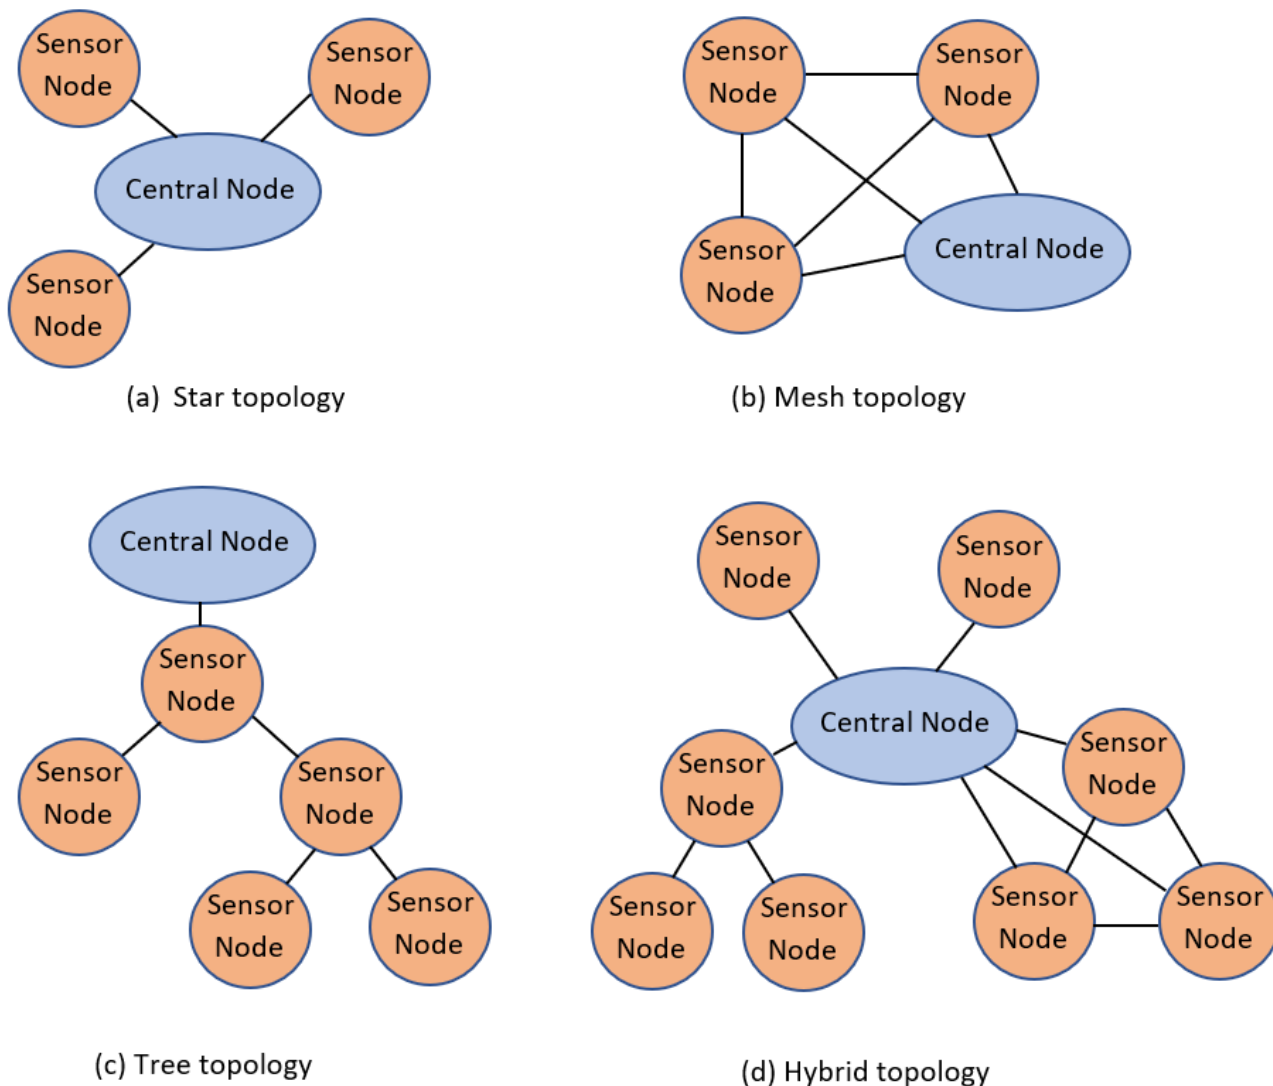 Sensor
Node
Sensor
Node
Central Node
Sensor
Node
(a) Star topology
Sensor
Node
Sensor
Node
Sensor
Node
Central Node
(b) Mesh topology
Central Node
Sensor
Node
Sensor
Node
Sensor
Node
Sensor
Node
Sensor
Node
(c) Tree topology
Sensor
Node
Sensor
Node
Central Node
Sensor
Node
Sensor
Node
Sensor
Node
Sensor
Node
Sensor
Node
Sensor
Node
(d) Hybrid topology